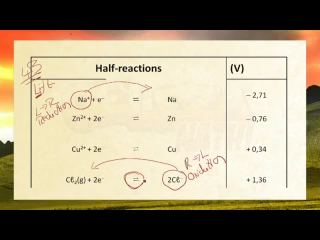 4B
Half-reactions (V)
L→R
reduction
Na⁺ + e⁻ ⇌ Na − 2,71
Zn²⁺ + 2e⁻ ⇌ Zn − 0,76
Cu²⁺ + 2e⁻ ⇌ Cu + 0,34
R→L
Oxidation
Cℓ₂(g) + 2e⁻ ⇌ 2Cℓ⁻ + 1,36